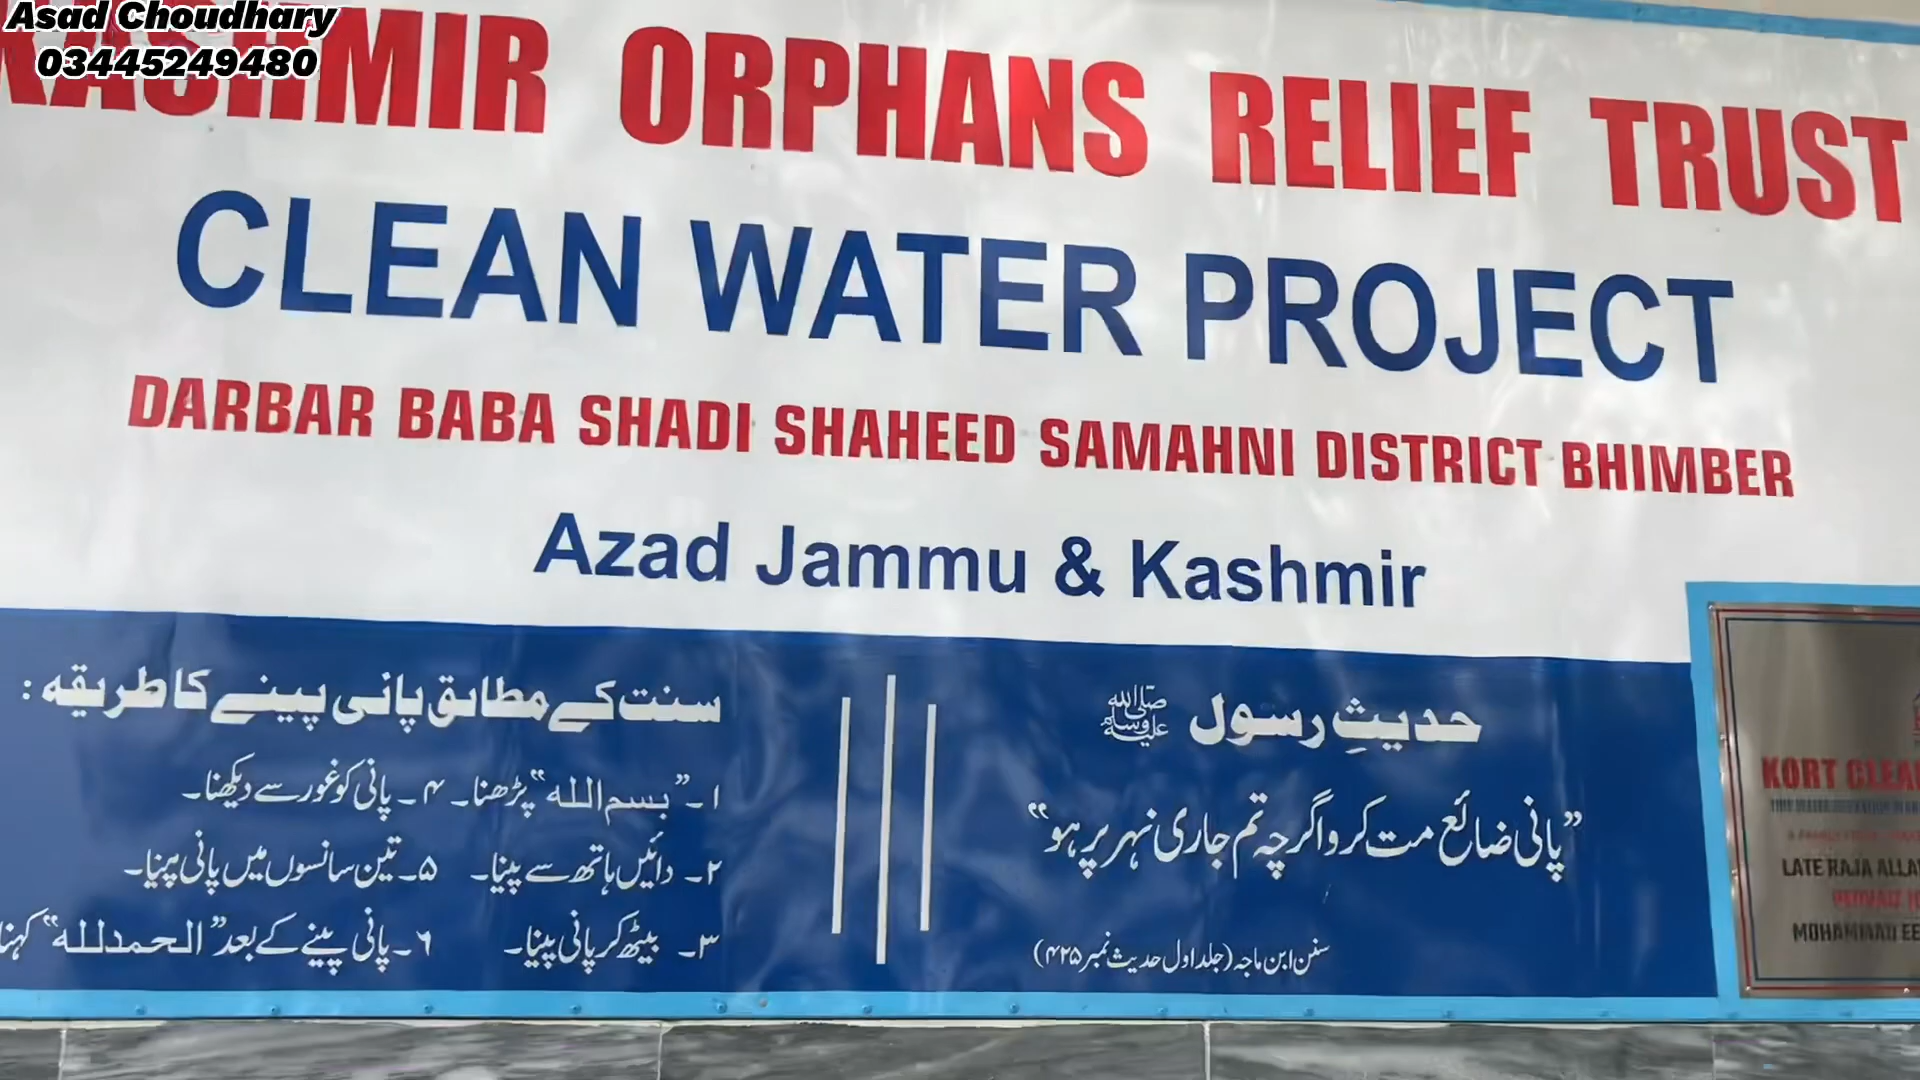 Asad Choudhary
03445249480
KASHMIR ORPHANS RELIEF TRUST
CLEAN WATER PROJECT
DARBAR BABA SHADI SHAHEED SAMAHNI DISTRICT BHIMBER
Azad Jammu & Kashmir
حدیثِ رسول ﷺ
”پانی ضائع مت کرو اگرچہ تم جاری نہر پر ہو“
سنن ابن ماجہ (جلد اول حدیث نمبر ۴۲۵)
سنت کے مطابق پانی پینے کا طریقہ :
۱۔ ”بسم اللہ“ پڑھنا۔ ۴۔ پانی کو غور سے دیکھنا۔
۲۔ دائیں ہاتھ سے پینا۔ ۵۔ تین سانسوں میں پانی پینا۔
۳۔ بیٹھ کر پانی پینا۔ ۶۔ پانی پینے کے بعد ”الحمدللہ“ کہنا
KORT CLEA
LATE RAJA ALLA
MOHAMMAD